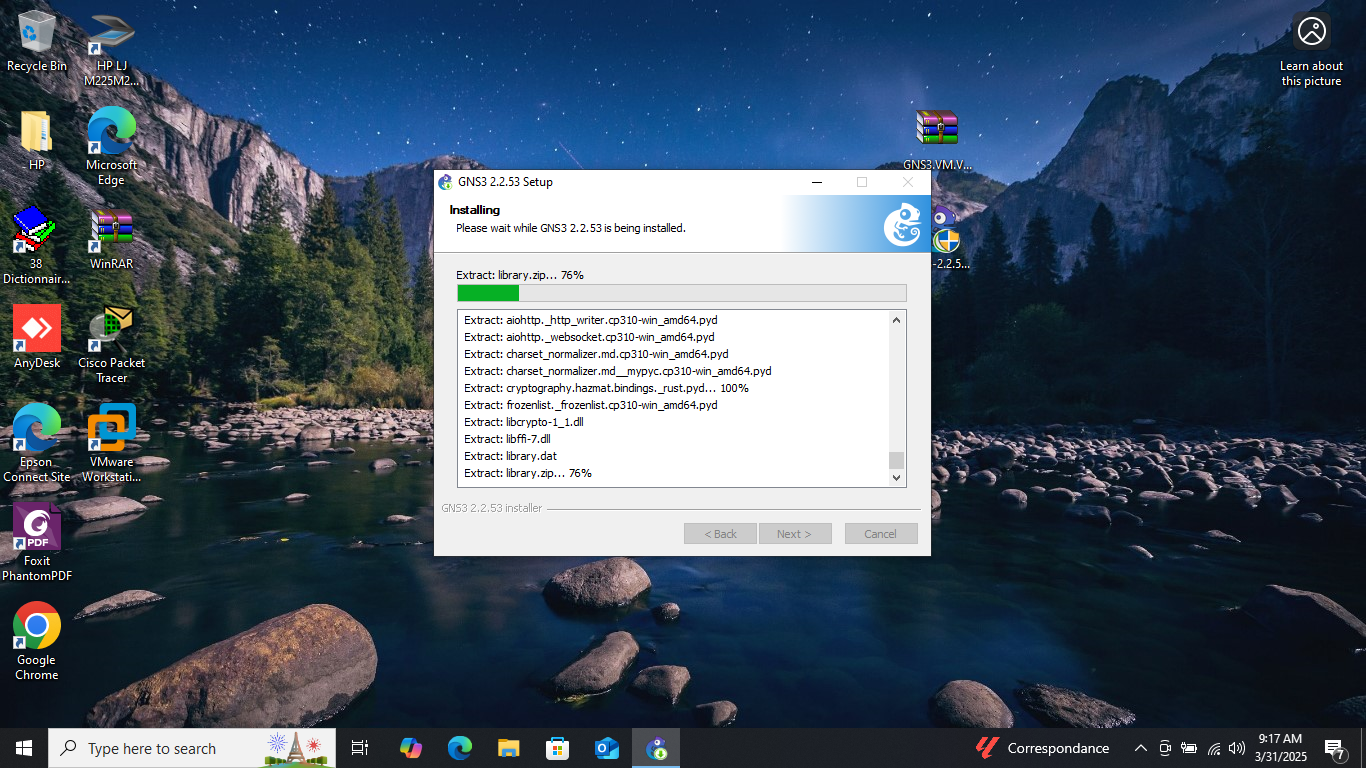 Recycle Bin
HP LJ
M225M2...
Learn about
this picture
- HP
Microsoft
Edge
GNS3.VM.V...
38
Dictionnair...
WinRAR
-2.2.5...
AnyDesk
Cisco Packet
Tracer
Epson
Connect Site
VMware
Workstati...
PDF
Foxit
PhantomPDF
Google
Chrome
GNS3 2.2.53 Setup
Installing
Please wait while GNS3 2.2.53 is being installed.
Extract: library.zip... 76%
Extract: aiohttp._http_writer.cp310-win_amd64.pyd
Extract: aiohttp._websocket.cp310-win_amd64.pyd
Extract: charset_normalizer.md.cp310-win_amd64.pyd
Extract: charset_normalizer.md__mypyc.cp310-win_amd64.pyd
Extract: cryptography.hazmat.bindings._rust.pyd... 100%
Extract: frozenlist._frozenlist.cp310-win_amd64.pyd
Extract: libcrypto-1_1.dll
Extract: libffi-7.dll
Extract: library.dat
Extract: library.zip... 76%
GNS3 2.2.53 installer
< Back
Next >
Cancel
Type here to search
Correspondance
9:17 AM
3/31/2025
7